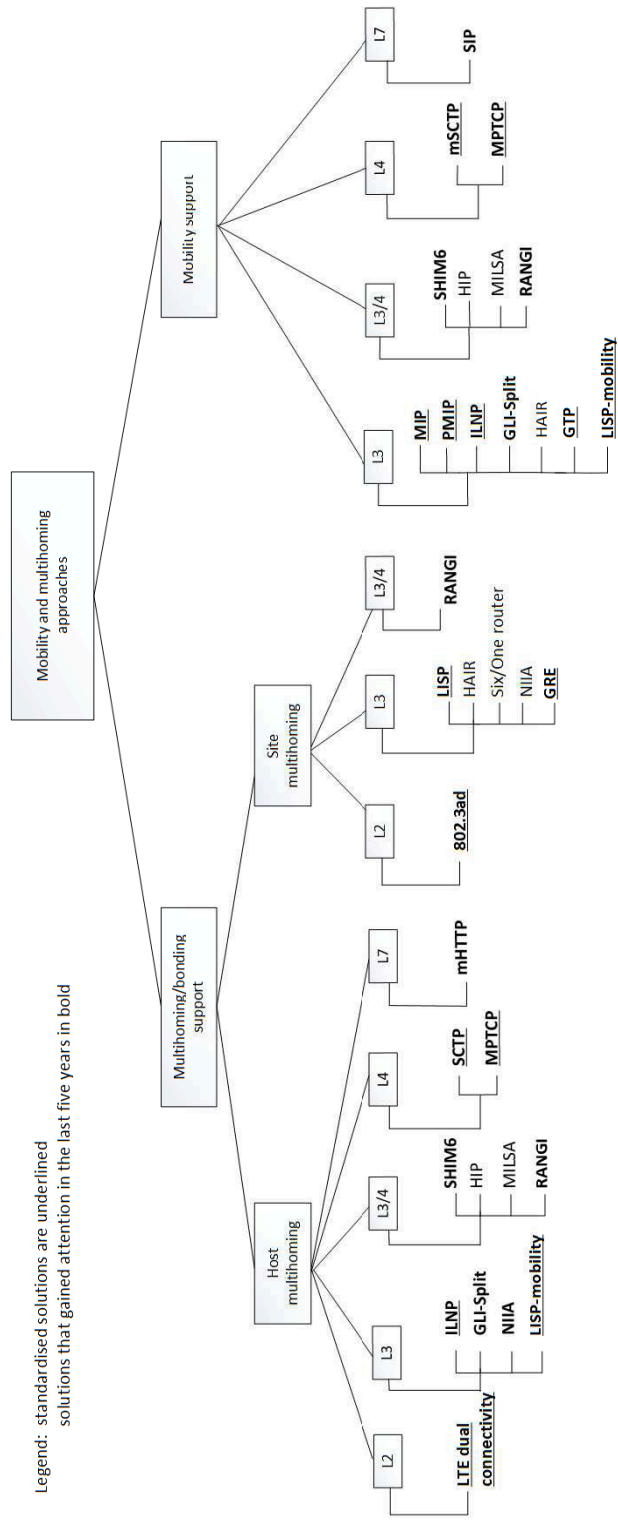 Legend: standardised solutions are underlined
solutions that gained attention in the last five years in bold
Mobility and multihoming
approaches
Multihoming/bonding
support
Mobility support
Host
multihoming
Site
multihoming
L2
L3
L3/4
L4
L7
L2
L3
L3/4
L3
L3/4
L4
L7
LTE dual
connectivity
ILNP
GLI-Split
NIIA
LISP-mobility
SHIM6
HIP
MILSA
RANGI
SCTP
MPTCP
mHTTP
802.3ad
LISP
HAIR
Six/One router
NIIA
GRE
RANGI
MIP
PMIP
ILNP
GLI-Split
HAIR
GTP
LISP-mobility
SHIM6
HIP
MILSA
RANGI
mSCTP
MPTCP
SIP